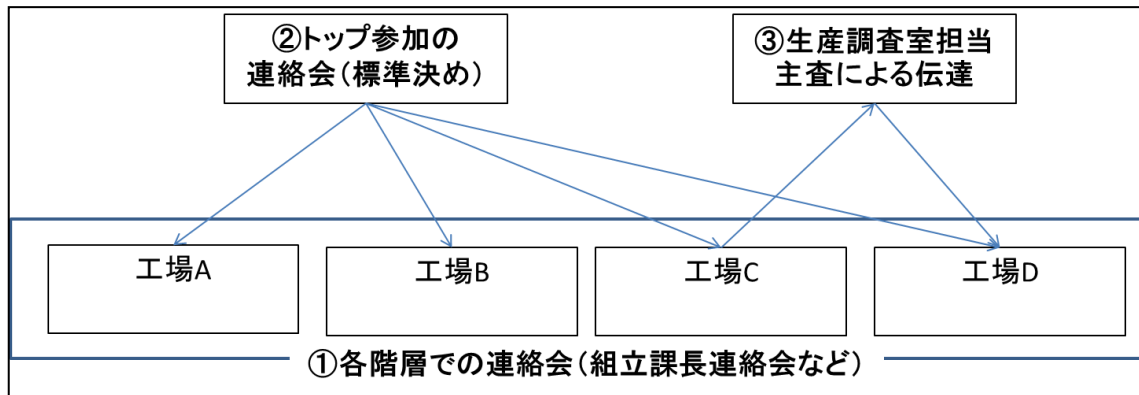 ②トップ参加の
連絡会(標準決め)
③生産調査室担当
主査による伝達
工場A
工場B
工場C
工場D
①各階層での連絡会(組立課長連絡会など)